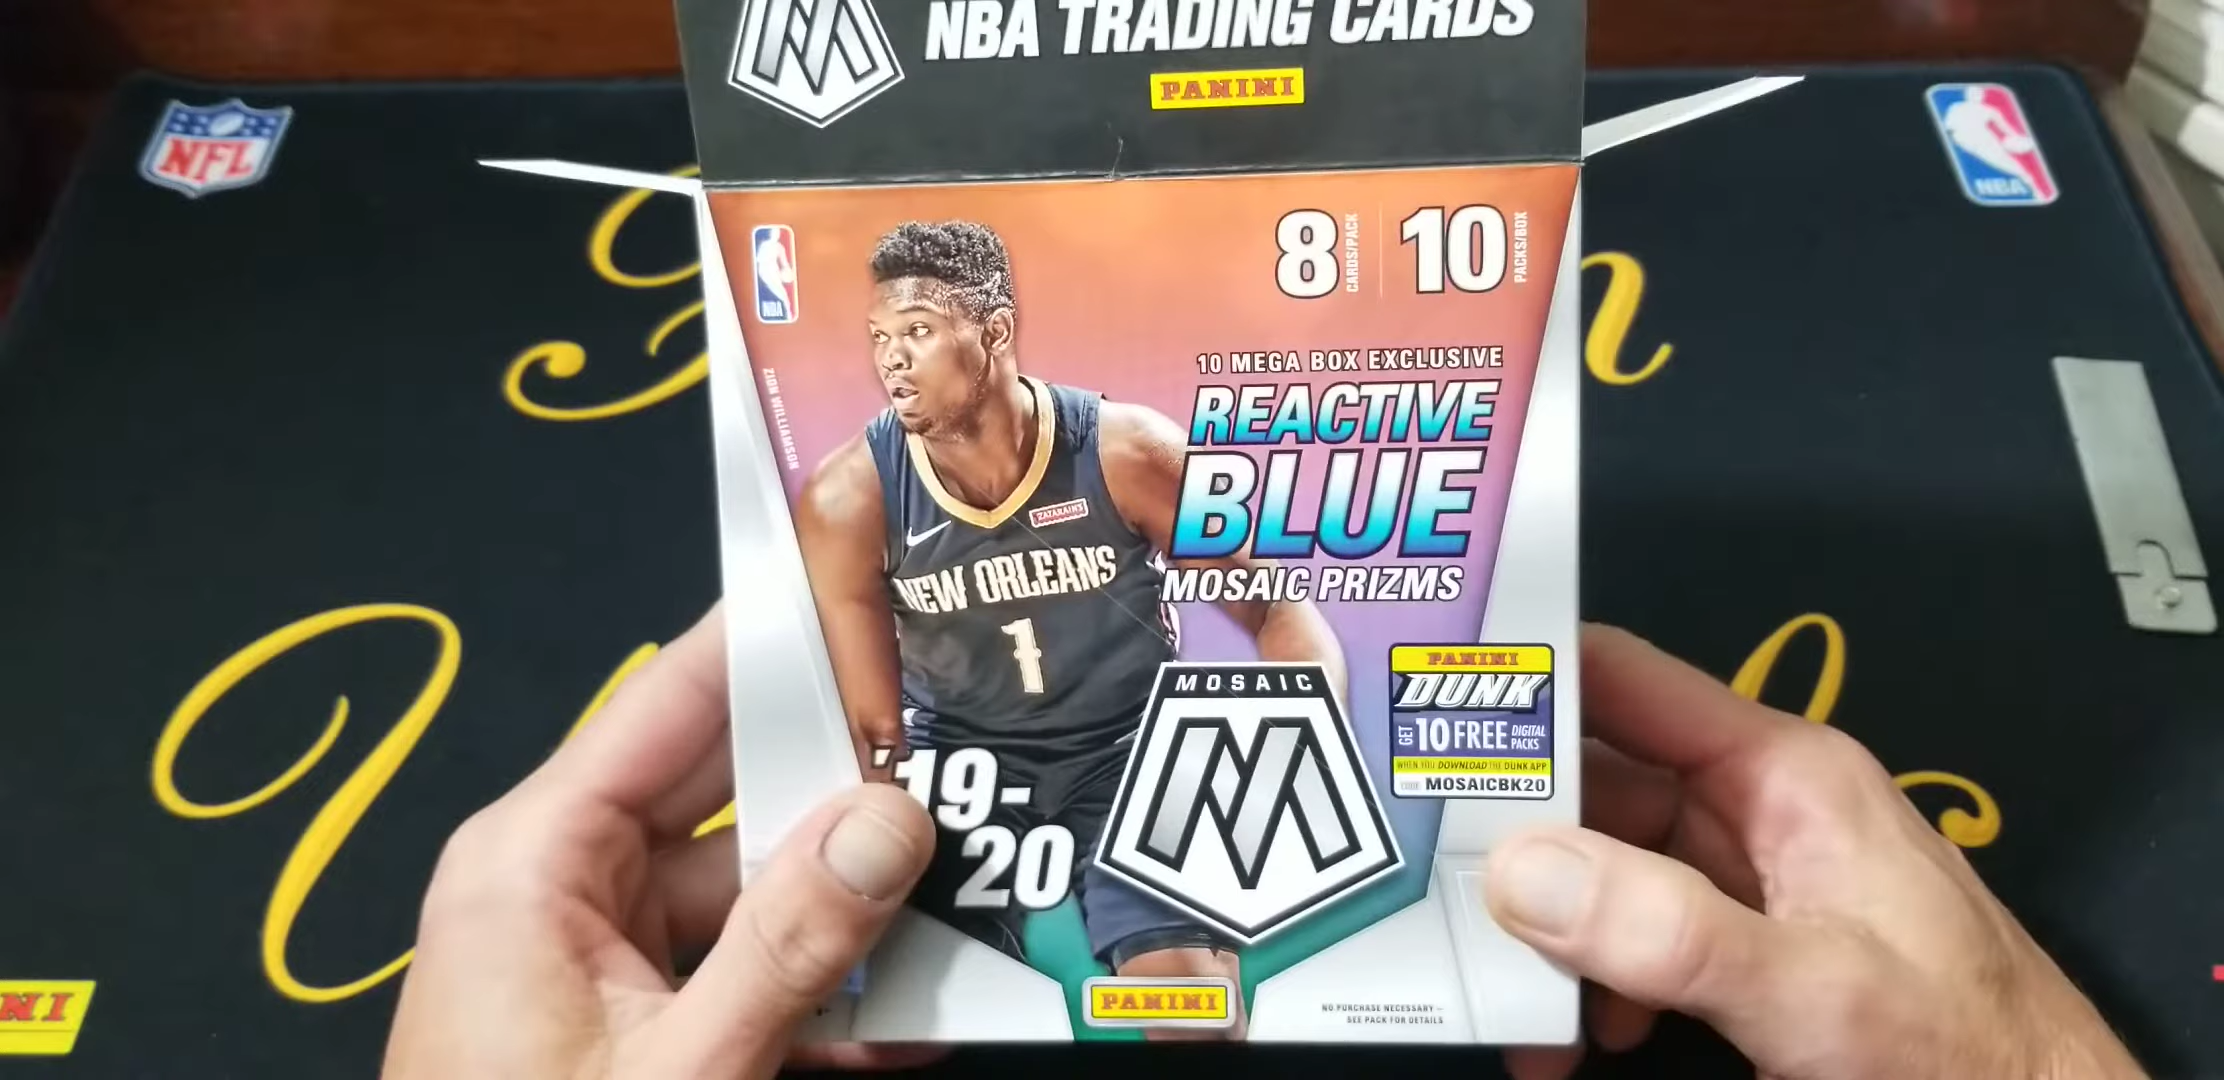 NBA TRADING CARDS
PANINI
NFL
NBA
NBA
8 CARDS/PACK
10 PACKS/BOX
ZION WILLIAMSON
10 MEGA BOX EXCLUSIVE
REACTIVE
BLUE
MOSAIC PRIZMS
ZATARAIN'S
NEW ORLEANS
1
MOSAIC
PANINI
DUNK
GET 10 FREE DIGITAL PACKS
WHEN YOU DOWNLOAD THE DUNK APP
CODE MOSAICBK20
'19-
20
PANINI
NO PURCHASE NECESSARY –
SEE PACK FOR DETAILS
NI